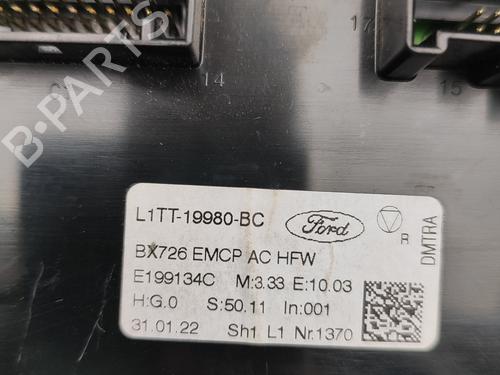 14
17
15
L1TT-19980-BC
Ford
R
DMTRA
BX726 EMCP AC HFW
E199134C M:3.33 E:10.03
H:G.0 S:50.11 In:001
31.01.22 Sh1 L1 Nr.1370
B-PARTS